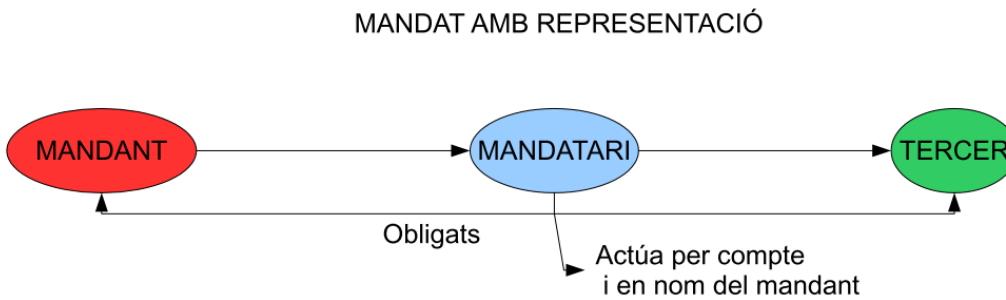 MANDAT AMB REPRESENTACIÓ
MANDANT
MANDATARI
TERCER
Obligats
Actúa per compte
i en nom del mandant